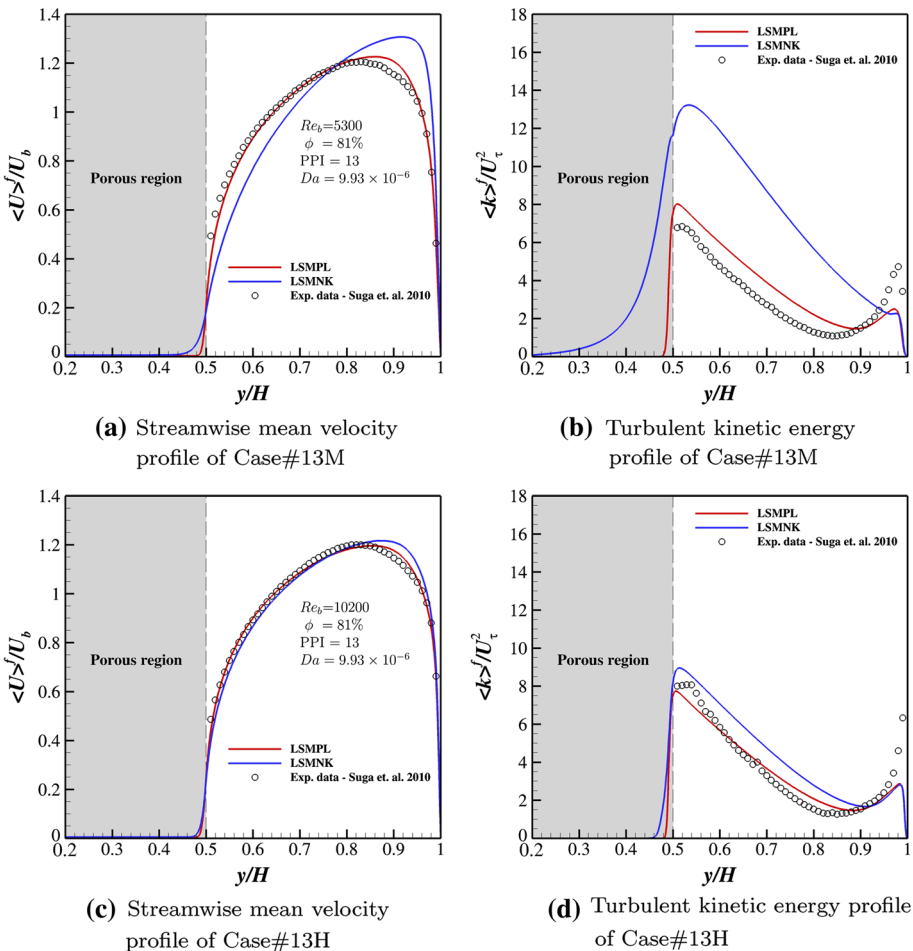 <U>ᶠ/U_b
1.4
1.2
1
0.8
0.6
0.4
0.2
0
Porous region
Re_b=5300
ϕ = 81%
PPI = 13
Da = 9.93 × 10⁻⁶
LSMPL
LSMNK
Exp. data - Suga et. al. 2010
0.2 0.3 0.4 0.5 0.6 0.7 0.8 0.9 1
y/H
(a) Streamwise mean velocity
profile of Case#13M
<k>ᶠ/U_τ²
18
16
14
12
10
8
6
4
2
0
LSMPL
LSMNK
Exp. data - Suga et. al. 2010
Porous region
0.2 0.3 0.4 0.5 0.6 0.7 0.8 0.9 1
y/H
(b) Turbulent kinetic energy
profile of Case#13M
<U>ᶠ/U_b
1.4
1.2
1
0.8
0.6
0.4
0.2
0
Porous region
Re_b=10200
ϕ = 81%
PPI = 13
Da = 9.93 × 10⁻⁶
LSMPL
LSMNK
Exp. data - Suga et. al. 2010
0.2 0.3 0.4 0.5 0.6 0.7 0.8 0.9 1
y/H
(c) Streamwise mean velocity
profile of Case#13H
<k>ᶠ/U_τ²
18
16
14
12
10
8
6
4
2
0
LSMPL
LSMNK
Exp. data - Suga et. al. 2010
Porous region
0.2 0.3 0.4 0.5 0.6 0.7 0.8 0.9 1
y/H
(d) Turbulent kinetic energy profile
of Case#13H